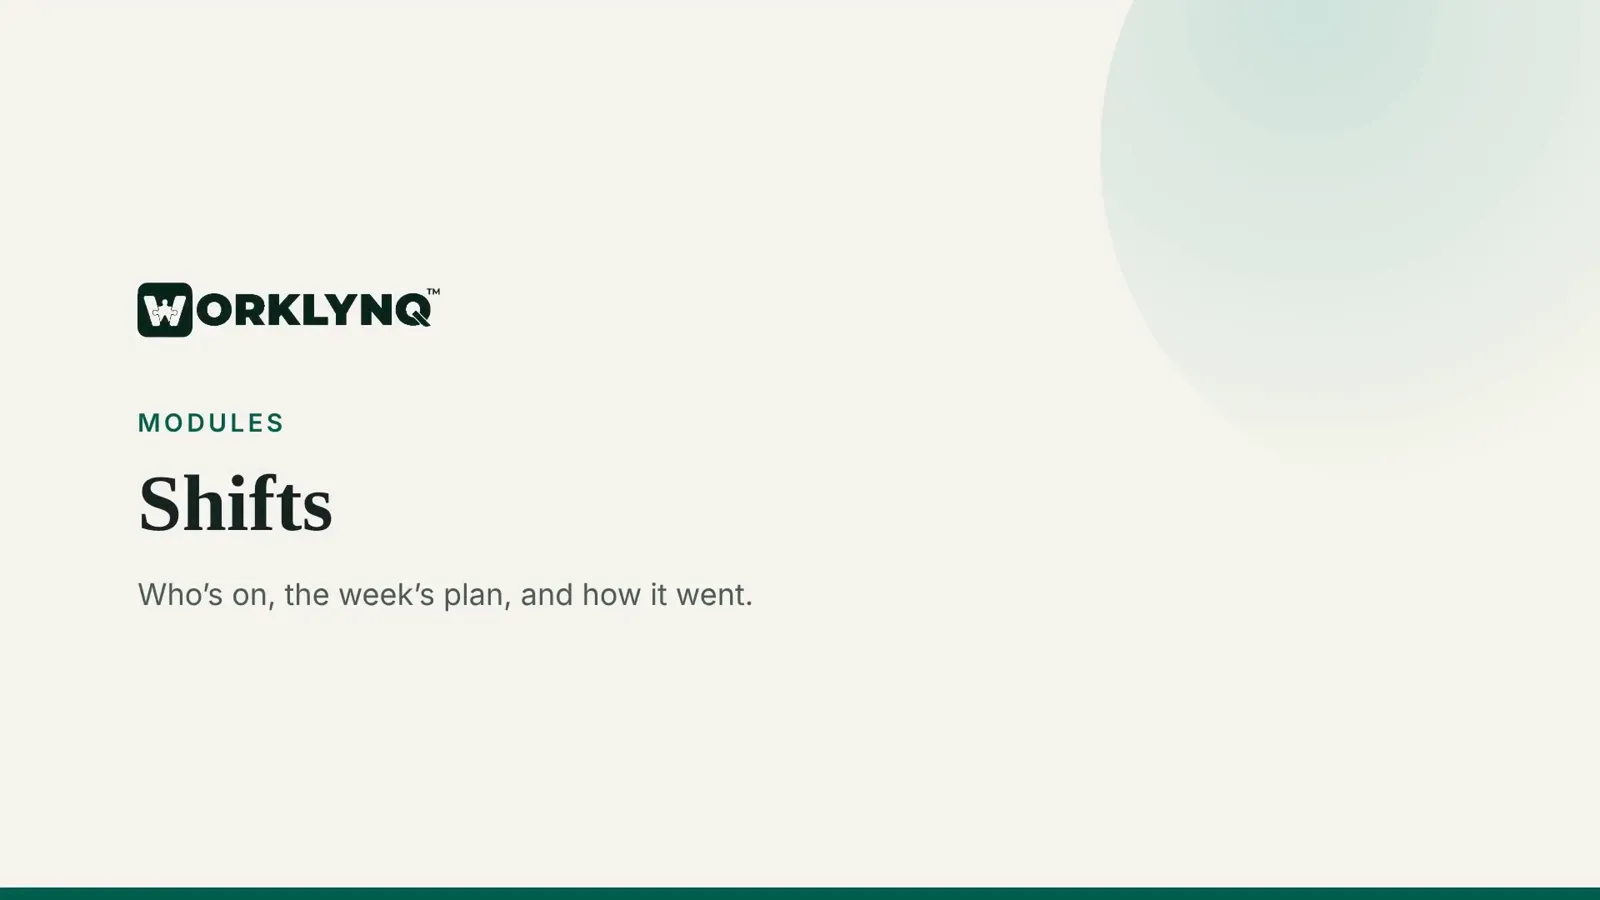 WORKLYNQ™
MODULES
Shifts
Who’s on, the week’s plan, and how it went.